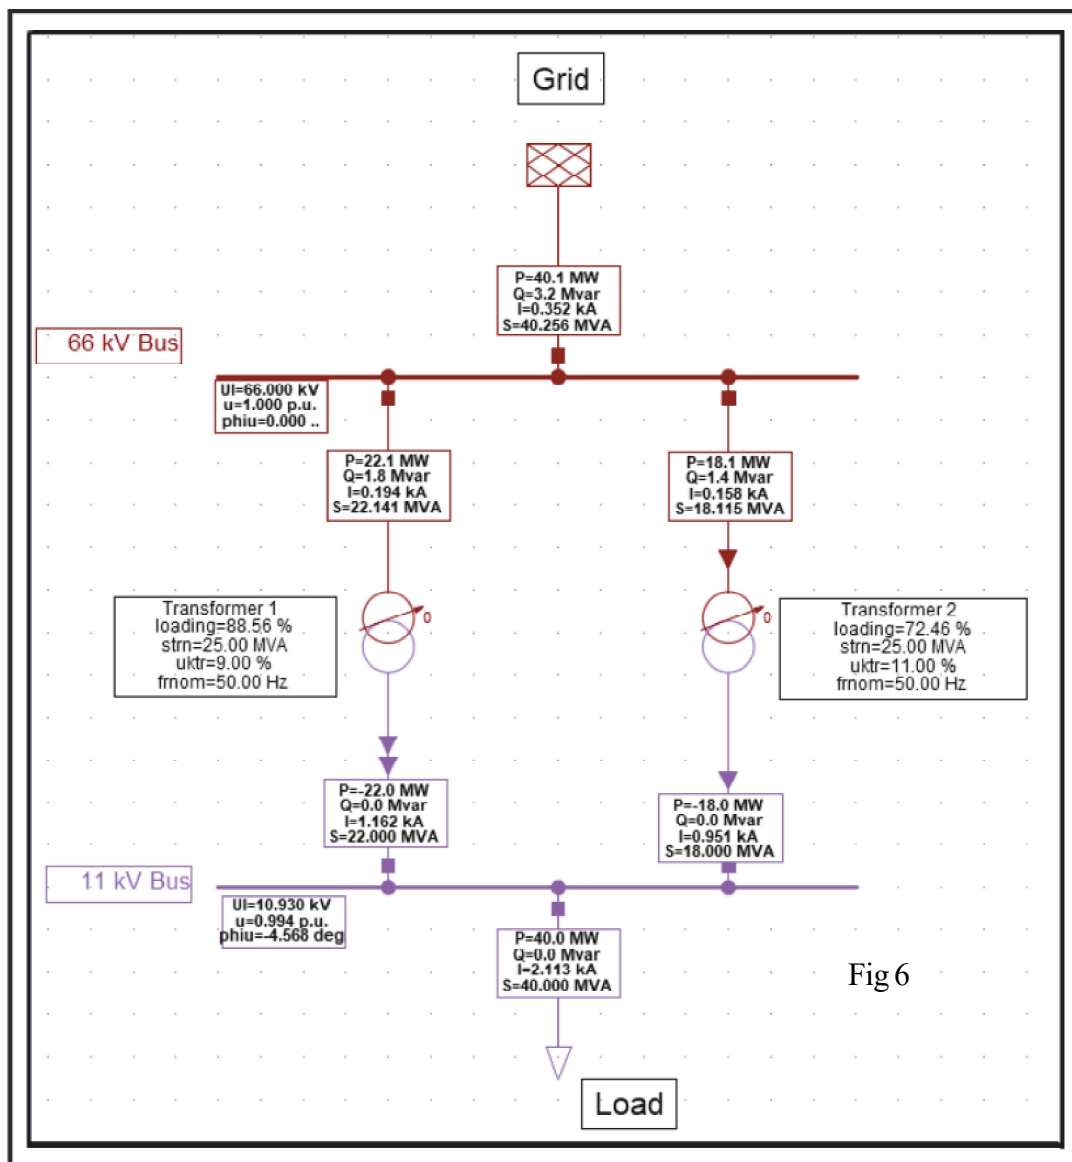 Grid
P=40.1 MW
Q=3.2 Mvar
I=0.352 kA
S=40.256 MVA
66 kV Bus
Ul=66.000 kV
u=1.000 p.u.
phiu=0.000 ..
P=22.1 MW
Q=1.8 Mvar
I=0.194 kA
S=22.141 MVA
P=18.1 MW
Q=1.4 Mvar
I=0.158 kA
S=18.115 MVA
0
0
Transformer 1
loading=88.56 %
strn=25.00 MVA
uktr=9.00 %
frnom=50.00 Hz
Transformer 2
loading=72.46 %
strn=25.00 MVA
uktr=11.00 %
frnom=50.00 Hz
P=-22.0 MW
Q=0.0 Mvar
I=1.162 kA
S=22.000 MVA
P=-18.0 MW
Q=0.0 Mvar
I=0.951 kA
S=18.000 MVA
11 kV Bus
Ul=10.930 kV
u=0.994 p.u.
phiu=-4.568 deg
P=40.0 MW
Q=0.0 Mvar
I=2.113 kA
S=40.000 MVA
Fig 6
Load